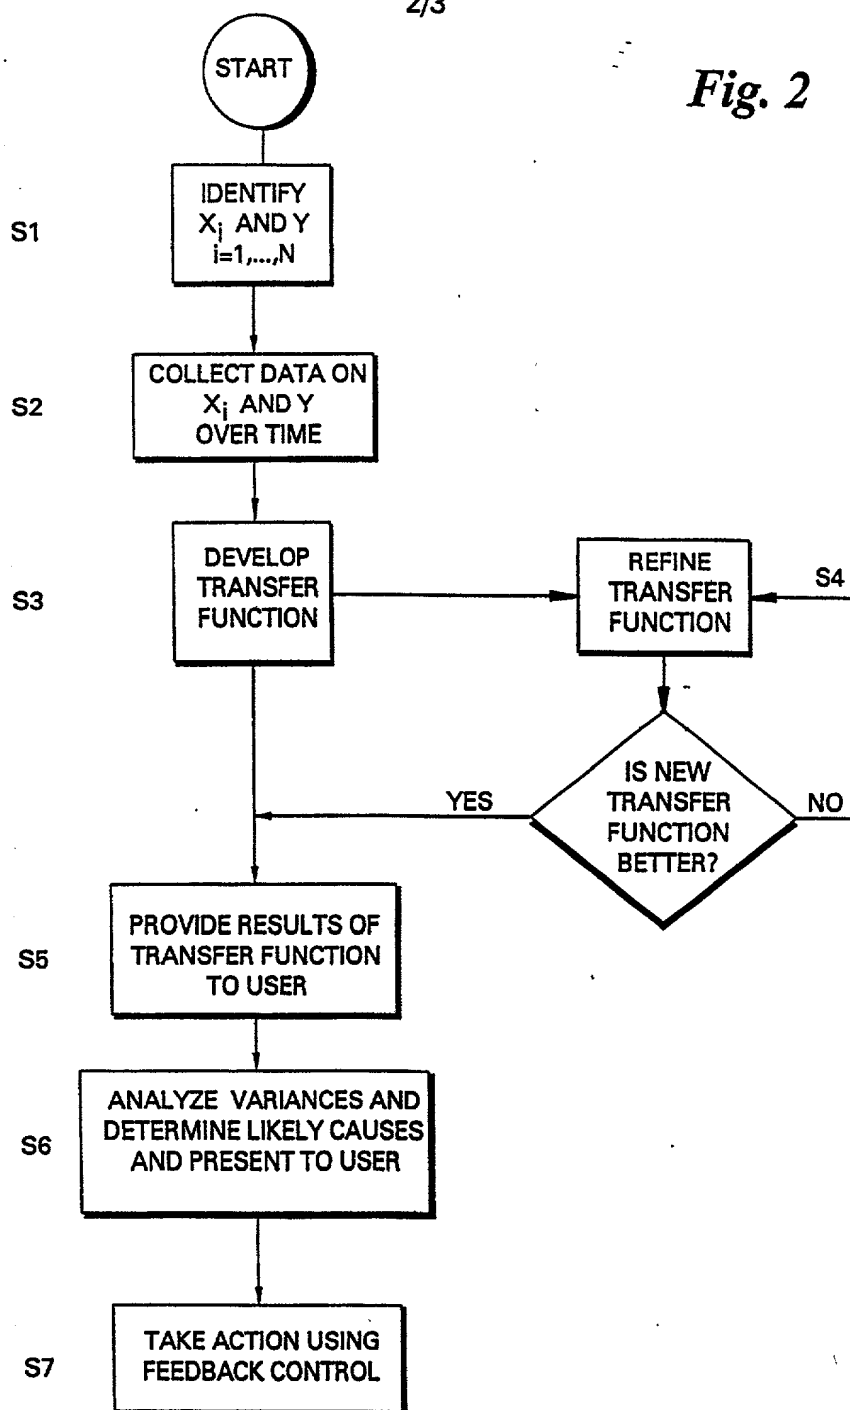 2/3
START
Fig. 2
IDENTIFY
Xi AND Y
i=1,...,N
S1
COLLECT DATA ON
Xi AND Y
OVER TIME
S2
DEVELOP
TRANSFER
FUNCTION
S3
REFINE
TRANSFER
FUNCTION
S4
IS NEW
TRANSFER
FUNCTION
BETTER?
YES
NO
PROVIDE RESULTS OF
TRANSFER FUNCTION
TO USER
S5
ANALYZE VARIANCES AND
DETERMINE LIKELY CAUSES
AND PRESENT TO USER
S6
TAKE ACTION USING
FEEDBACK CONTROL
S7